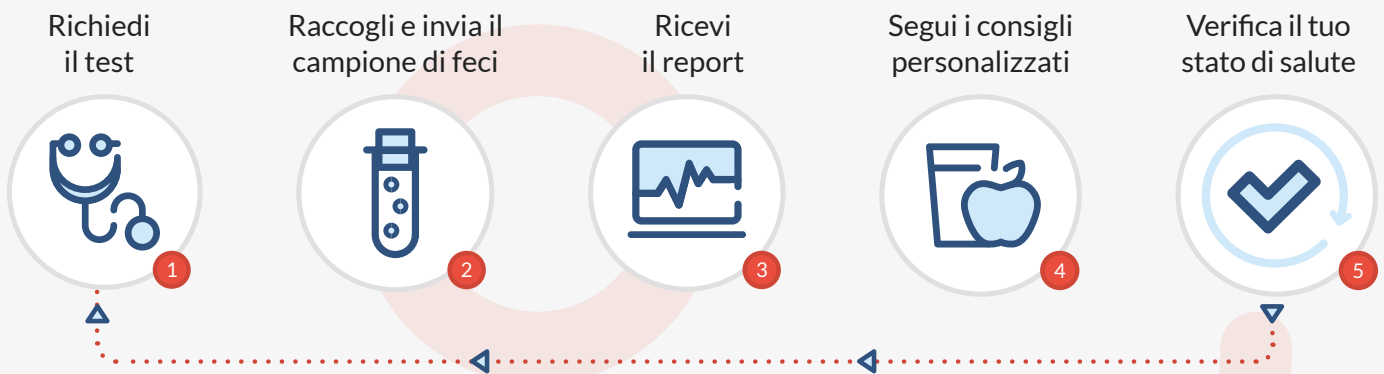 Richiedi
il test
Raccogli e invia il
campione di feci
Ricevi
il report
Segui i consigli
personalizzati
Verifica il tuo
stato di salute
1
2
3
4
5